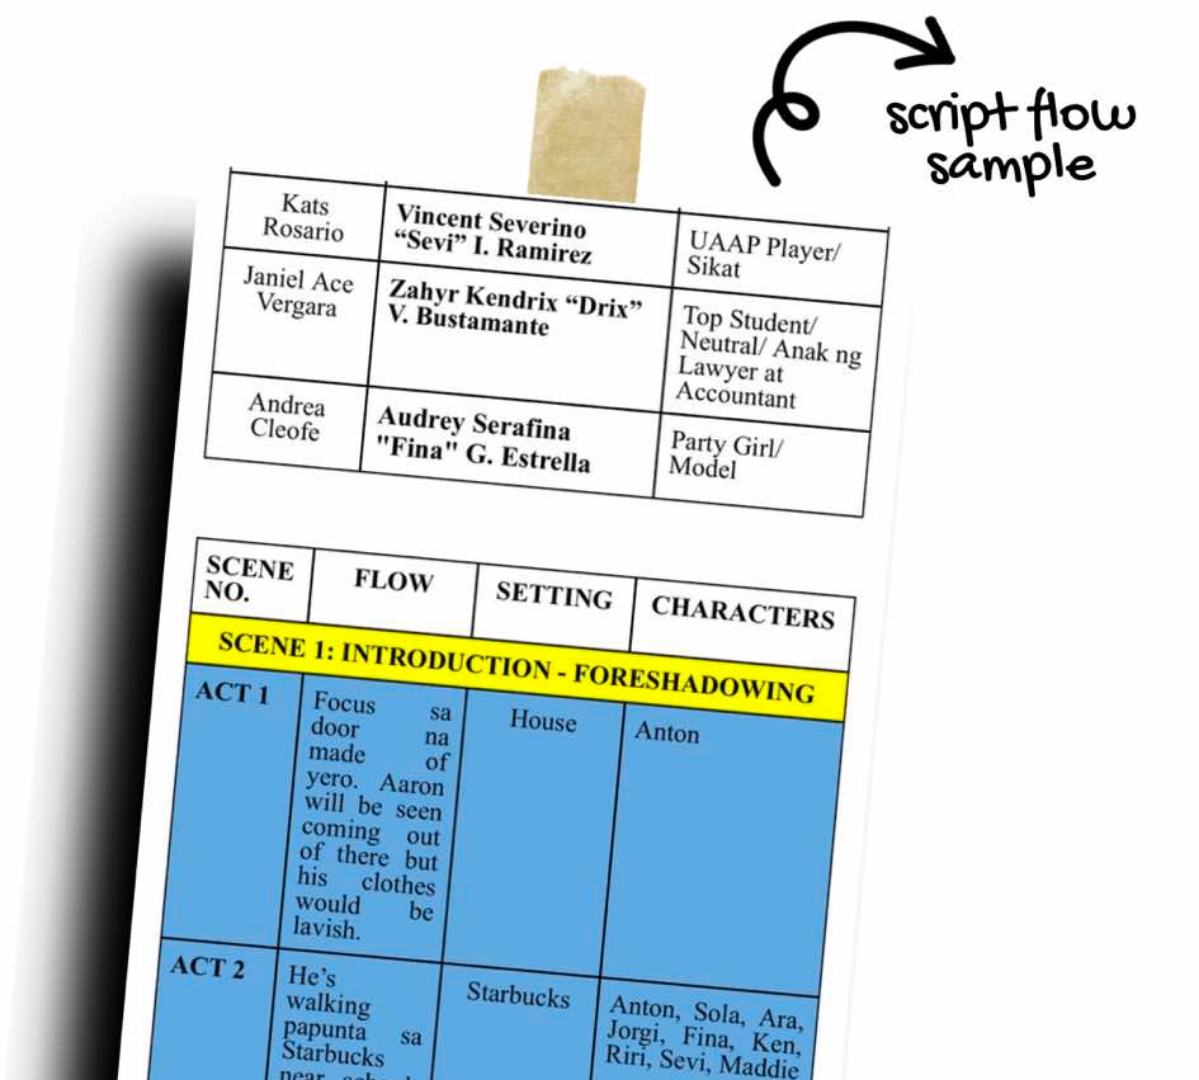 script flow
sample
Kats
Rosario
Vincent Severino
“Sevi” I. Ramirez
UAAP Player/
Sikat
Janiel Ace
Vergara
Zahyr Kendrix “Drix”
V. Bustamante
Top Student/
Neutral/ Anak ng
Lawyer at
Accountant
Andrea
Cleofe
Audrey Serafina
"Fina" G. Estrella
Party Girl/
Model
SCENE
NO.
FLOW
SETTING
CHARACTERS
SCENE 1: INTRODUCTION - FORESHADOWING
ACT 1
Focus sa
door na
made of
yero. Aaron
will be seen
coming out
of there but
his clothes
would be
lavish.
House
Anton
ACT 2
He’s
walking
papunta sa
Starbucks
near
Starbucks
Anton, Sola, Ara,
Jorgi, Fina, Ken,
Riri, Sevi, Maddie